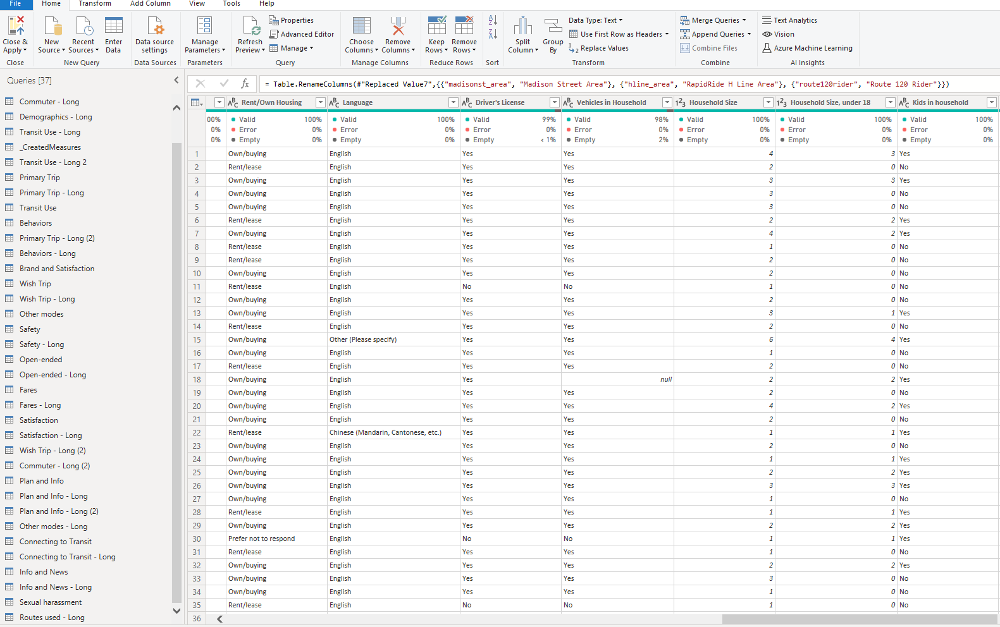 File Home Transform Add Column View Tools Help
Close & Apply
New Source
Recent Sources
Enter Data
Data source settings
Manage Parameters
Refresh Preview
Properties
Advanced Editor
Manage
Choose Columns
Remove Columns
Keep Rows
Remove Rows
A Z
Z A
Split Column
Group By
Data Type: Text
Use First Row as Headers
1 2 Replace Values
Merge Queries
Append Queries
Combine Files
Text Analytics
Vision
Azure Machine Learning
Close New Query Data Sources Parameters Query Manage Columns Reduce Rows Sort Transform Combine AI Insights
Queries [37]
fx = Table.RenameColumns(#"Replaced Value7",{{"madisonst_area", "Madison Street Area"}, {"hline_area", "RapidRide H Line Area"}, {"route120rider", "Route 120 Rider"}})
Commuter - Long
Demographics - Long
Transit Use - Long
_CreatedMeasures
Transit Use - Long 2
Primary Trip
Primary Trip - Long
Transit Use
Behaviors
Primary Trip - Long (2)
Behaviors - Long
Brand and Satisfaction
Wish Trip
Wish Trip - Long
Other modes
Safety
Safety - Long
Open-ended
Open-ended - Long
Fares
Fares - Long
Satisfaction
Satisfaction - Long
Wish Trip - Long (2)
Commuter - Long (2)
Plan and Info
Plan and Info - Long
Plan and Info - Long (2)
Other modes - Long
Connecting to Transit
Connecting to Transit - Long
Info and News
Info and News - Long
Sexual harassment
Routes used - Long
ABC Rent/Own Housing ABC Language ABC Driver's License ABC Vehicles in Household 123 Household Size 123 Household Size, under 18 ABC Kids in household
00% Valid 100% Valid 100% Valid 99% Valid 98% Valid 100% Valid 100% Valid 100%
0% Error 0% Error 0% Error 0% Error 0% Error 0% Error 0% Error 0%
0% Empty 0% Empty 0% Empty < 1% Empty 2% Empty 0% Empty 0% Empty 0%
1 Own/buying English Yes Yes 4 3 Yes
2 Rent/lease English Yes Yes 2 0 No
3 Own/buying English Yes Yes 3 3 Yes
4 Own/buying English Yes Yes 3 0 No
5 Own/buying English Yes Yes 3 0 No
6 Rent/lease English Yes Yes 2 2 Yes
7 Own/buying English Yes Yes 4 2 Yes
8 Rent/lease English Yes Yes 1 0 No
9 Rent/lease English Yes Yes 2 0 No
10 Own/buying English Yes Yes 2 0 No
11 Rent/lease English No No 1 0 No
12 Own/buying English Yes Yes 2 0 No
13 Own/buying English Yes Yes 3 1 Yes
14 Rent/lease English Yes Yes 2 0 No
15 Own/buying Other (Please specify) Yes Yes 6 4 Yes
16 Own/buying English Yes Yes 1 0 No
17 Rent/lease English Yes Yes 2 0 No
18 Own/buying English Yes null 2 2 Yes
19 Own/buying English Yes Yes 2 0 No
20 Own/buying English Yes Yes 4 2 Yes
21 Own/buying English Yes Yes 2 0 No
22 Rent/lease Chinese (Mandarin, Cantonese, etc.) Yes Yes 1 1 Yes
23 Own/buying English Yes Yes 2 0 No
24 Own/buying English Yes Yes 1 1 Yes
25 Own/buying English Yes Yes 2 2 Yes
26 Own/buying English Yes Yes 3 3 Yes
27 Own/buying English Yes Yes 1 0 No
28 Rent/lease English Yes Yes 1 1 Yes
29 Own/buying English Yes Yes 2 2 Yes
30 Prefer not to respond English No No 1 1 Yes
31 Rent/lease English Yes Yes 1 0 No
32 Own/buying English Yes Yes 2 2 Yes
33 Own/buying English Yes Yes 3 0 No
34 Own/buying English Yes Yes 1 0 No
35 Rent/lease English No No 1 0 No
36